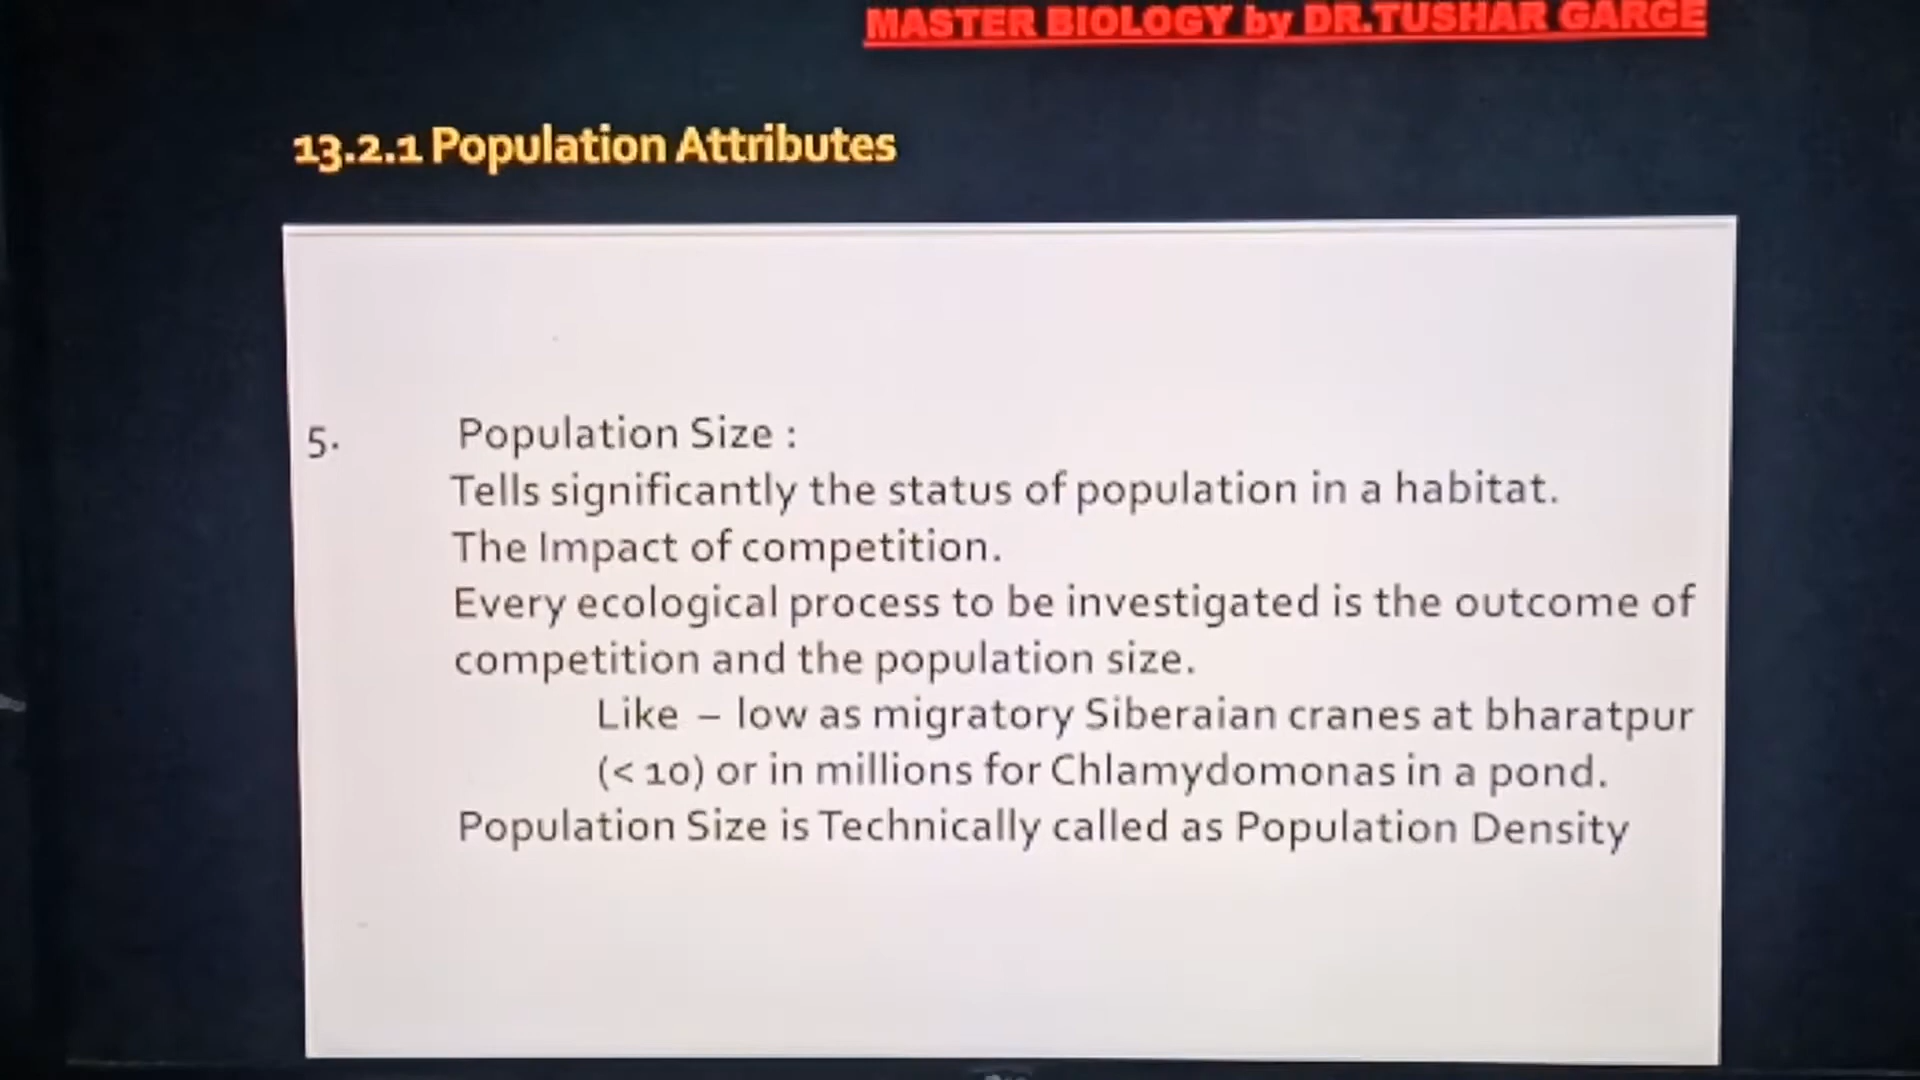 MASTER BIOLOGY by DR.TUSHAR GARGE
13.2.1 Population Attributes
5. Population Size :
Tells significantly the status of population in a habitat.
The Impact of competition.
Every ecological process to be investigated is the outcome of
competition and the population size.
Like – low as migratory Siberaian cranes at bharatpur
(< 10) or in millions for Chlamydomonas in a pond.
Population Size is Technically called as Population Density